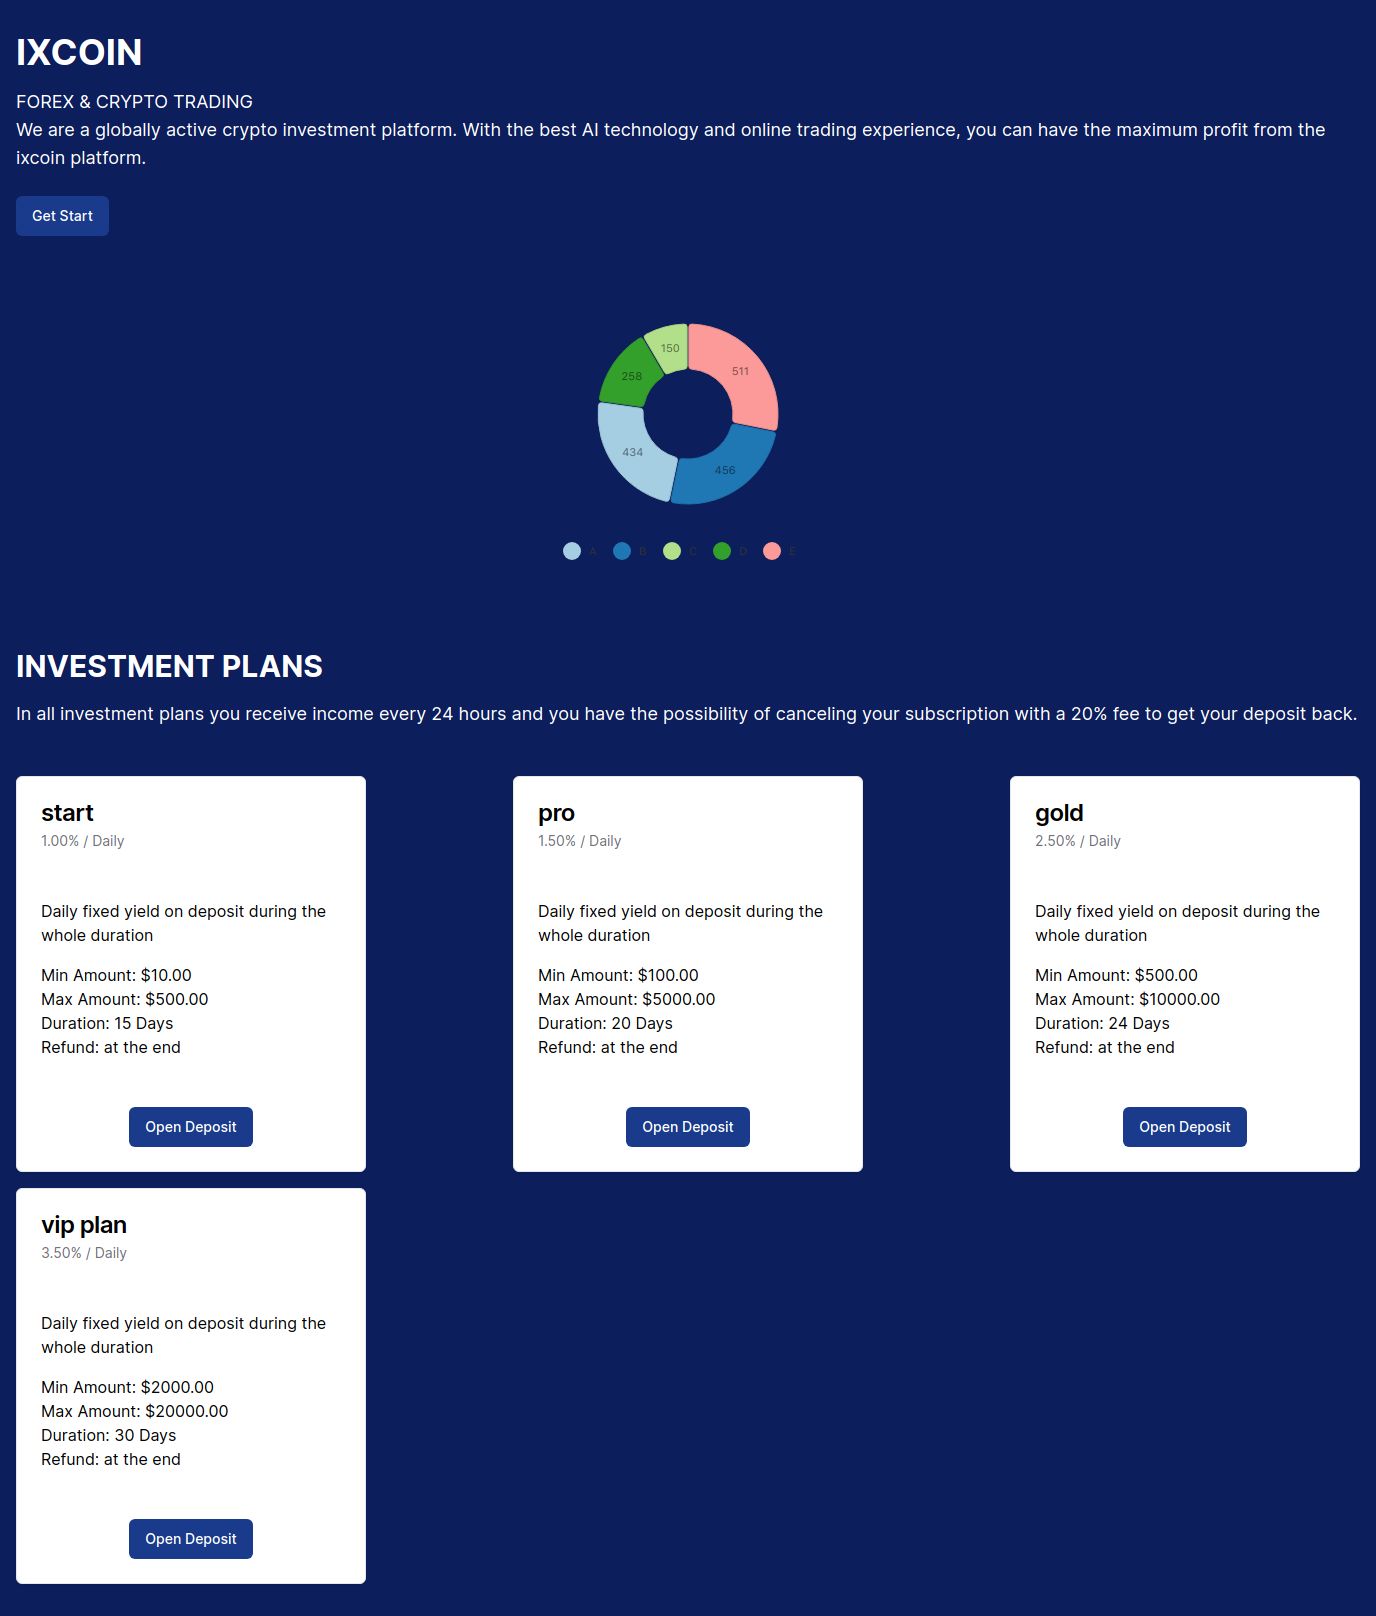 IXCOIN
FOREX & CRYPTO TRADING
We are a globally active crypto investment platform. With the best AI technology and online trading experience, you can have the maximum profit from the
ixcoin platform.
Get Start
150
511
258
434
456
A B C D E
INVESTMENT PLANS
In all investment plans you receive income every 24 hours and you have the possibility of canceling your subscription with a 20% fee to get your deposit back.
start
1.00% / Daily
Daily fixed yield on deposit during the
whole duration
Min Amount: $10.00
Max Amount: $500.00
Duration: 15 Days
Refund: at the end
Open Deposit
pro
1.50% / Daily
Daily fixed yield on deposit during the
whole duration
Min Amount: $100.00
Max Amount: $5000.00
Duration: 20 Days
Refund: at the end
Open Deposit
gold
2.50% / Daily
Daily fixed yield on deposit during the
whole duration
Min Amount: $500.00
Max Amount: $10000.00
Duration: 24 Days
Refund: at the end
Open Deposit
vip plan
3.50% / Daily
Daily fixed yield on deposit during the
whole duration
Min Amount: $2000.00
Max Amount: $20000.00
Duration: 30 Days
Refund: at the end
Open Deposit